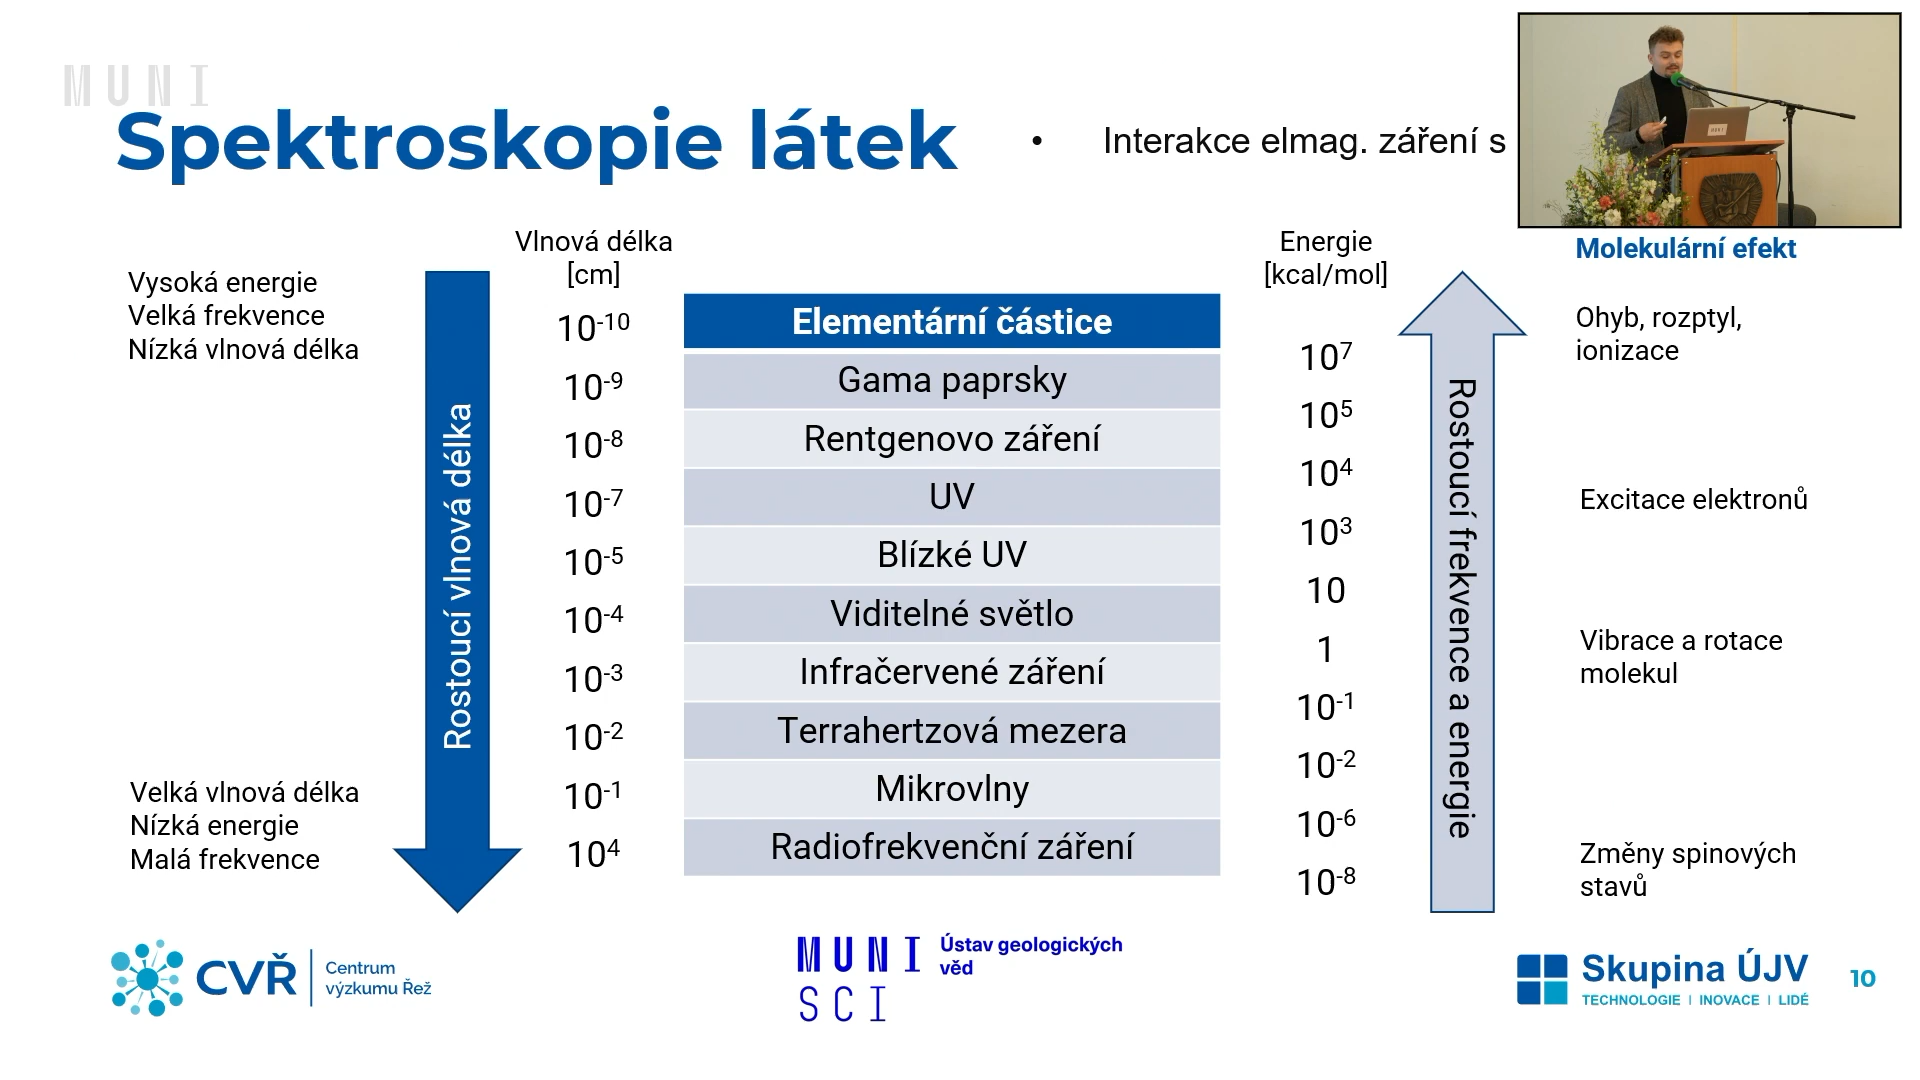 MUNI
Spektroskopie látek
• Interakce elmag. záření s
Vlnová délka
[cm]
Energie
[kcal/mol]
Molekulární efekt
Vysoká energie
Velká frekvence
Nízká vlnová délka
Rostoucí vlnová délka
Velká vlnová délka
Nízká energie
Malá frekvence
10⁻¹⁰
10⁻⁹
10⁻⁸
10⁻⁷
10⁻⁵
10⁻⁴
10⁻³
10⁻²
10⁻¹
10⁴
Elementární částice
Gama paprsky
Rentgenovo záření
UV
Blízké UV
Viditelné světlo
Infračervené záření
Terrahertzová mezera
Mikrovlny
Radiofrekvenční záření
10⁷
10⁵
10⁴
10³
10
1
10⁻¹
10⁻²
10⁻⁶
10⁻⁸
Rostoucí frekvence a energie
Ohyb, rozptyl,
ionizace
Excitace elektronů
Vibrace a rotace
molekul
Změny spinových
stavů
CVŘ
Centrum
výzkumu Řež
MUNI
SCI
Ústav geologických
věd
Skupina ÚJV
TECHNOLOGIE | INOVACE | LIDÉ
10